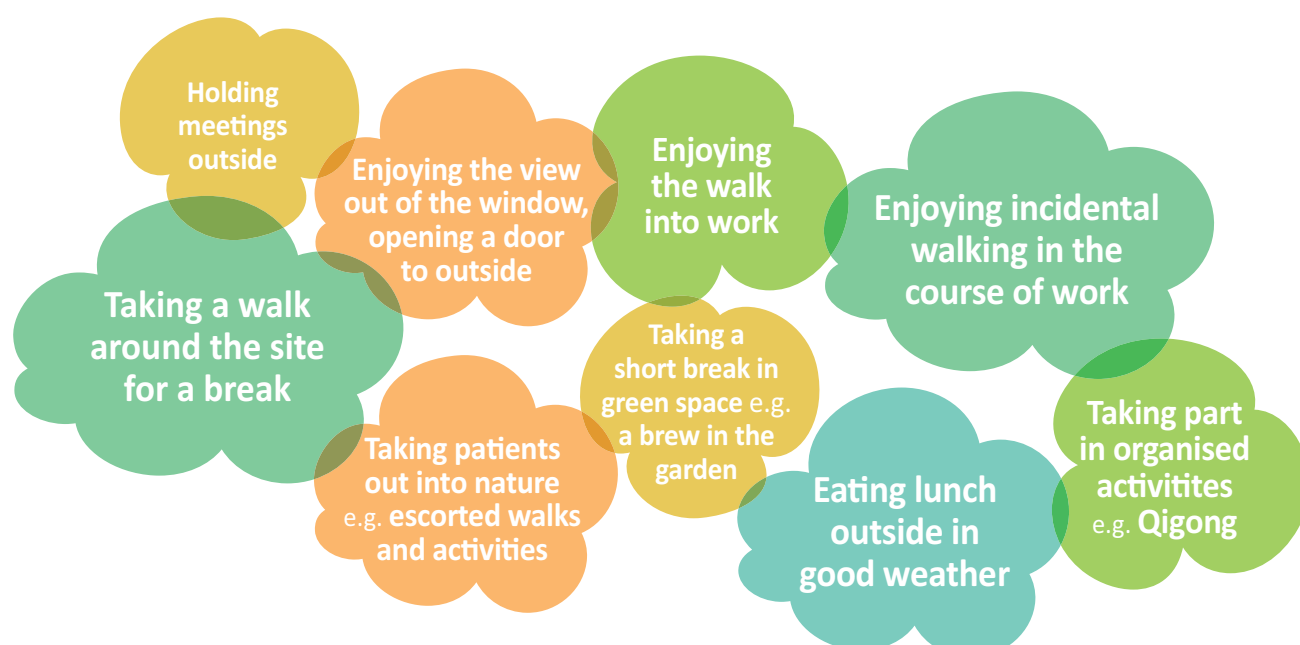 Holding
meetings
outside
Enjoying the view
out of the window,
opening a door
to outside
Enjoying
the walk
into work
Enjoying incidental
walking in the
course of work
Taking a walk
around the site
for a break
Taking a
short break in
green space e.g.
a brew in the
garden
Taking patients
out into nature
e.g. escorted walks
and activities
Eating lunch
outside in
good weather
Taking part
in organised
activitites
e.g. Qigong